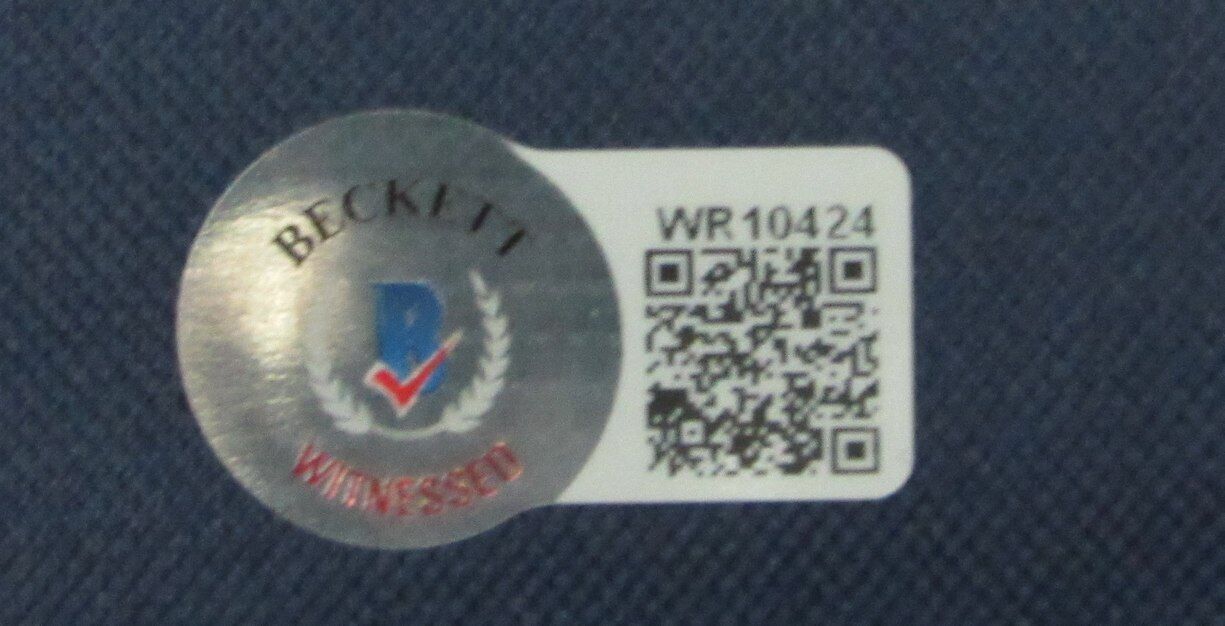 BECKETT
B
WITNESSED
WR10424